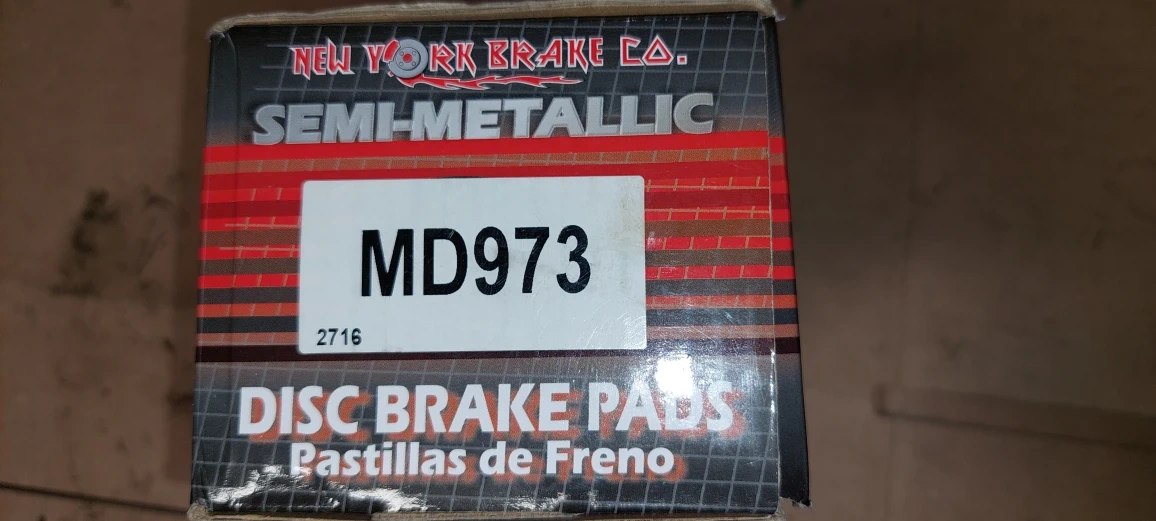 NEW YORK BRAKE CO.
SEMI-METALLIC
MD973
2716
DISC BRAKE PADS
Pastillas de Freno